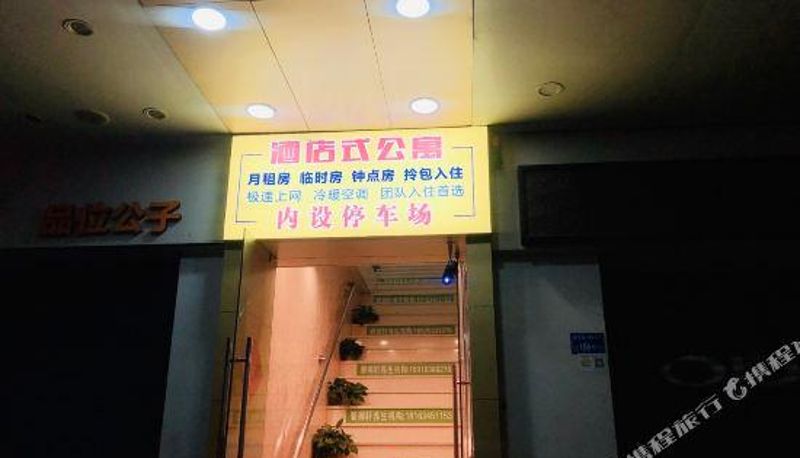 酒店式公寓
月租房 临时房 钟点房 拎包入住
极速上网 冷暖空调 团队入住首选
内设停车场
品位公子
携程旅行